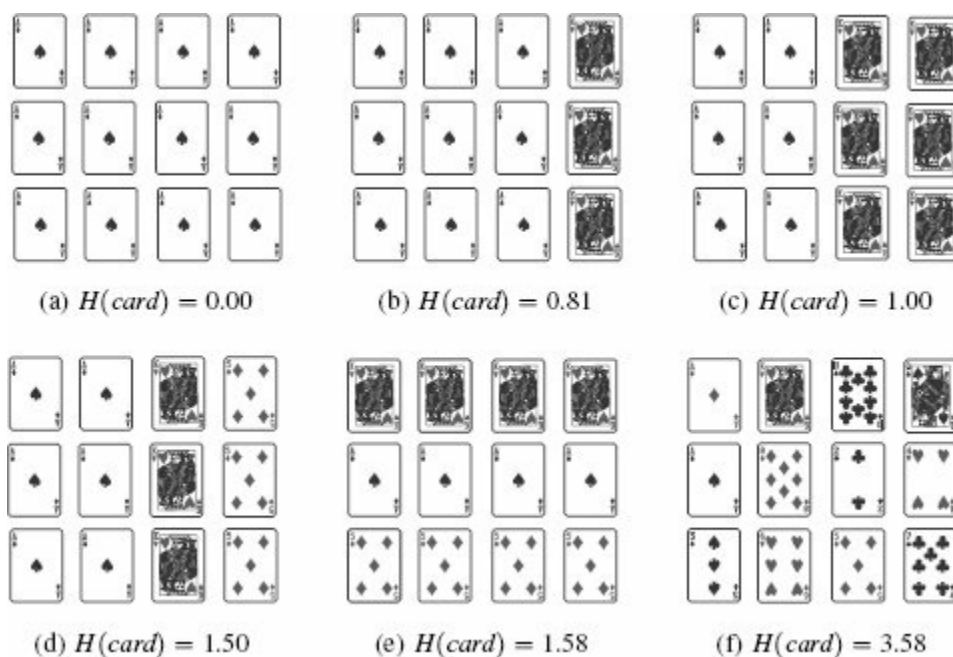 (a) H(card) = 0.00 (b) H(card) = 0.81 (c) H(card) = 1.00
(d) H(card) = 1.50 (e) H(card) = 1.58 (f) H(card) = 3.58